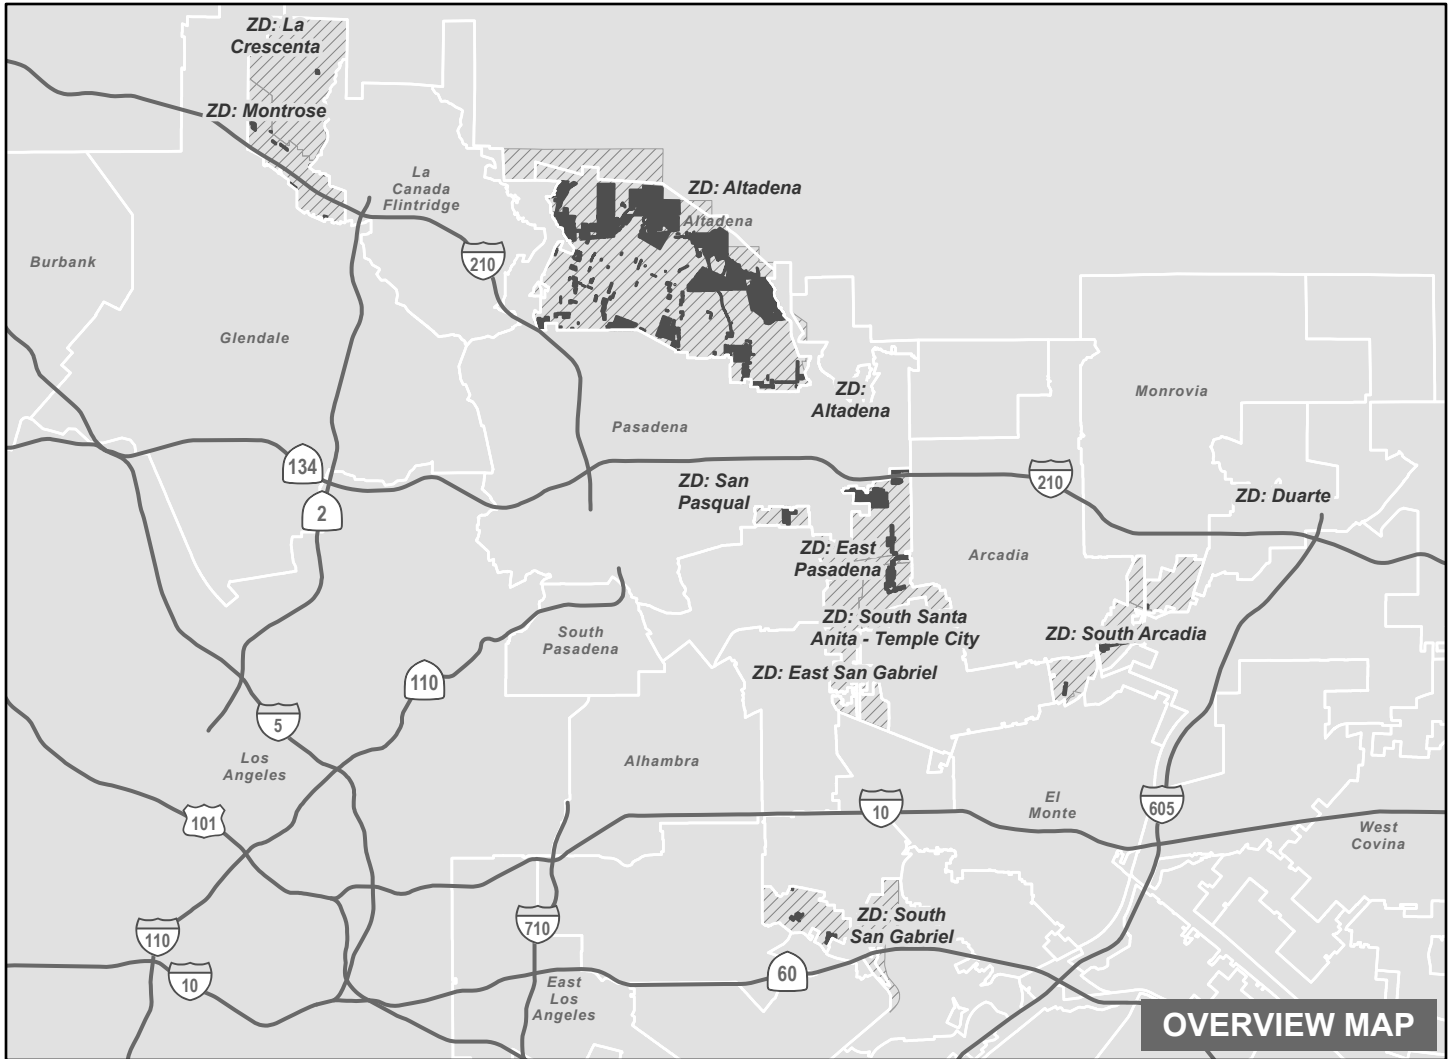 ZD: La
Crescenta
ZD: Montrose
La
Canada
Flintridge
ZD: Altadena
Altadena
Burbank
210
Glendale
ZD:
Altadena
Monrovia
Pasadena
134
ZD: San
Pasqual
210
ZD: Duarte
2
ZD: East
Pasadena
Arcadia
ZD: South Santa
Anita - Temple City
ZD: South Arcadia
South
Pasadena
ZD: East San Gabriel
110
5
Los
Angeles
Alhambra
101
10
El
Monte
605
West
Covina
ZD: South
San Gabriel
110
710
10
60
East
Los
Angeles
OVERVIEW MAP